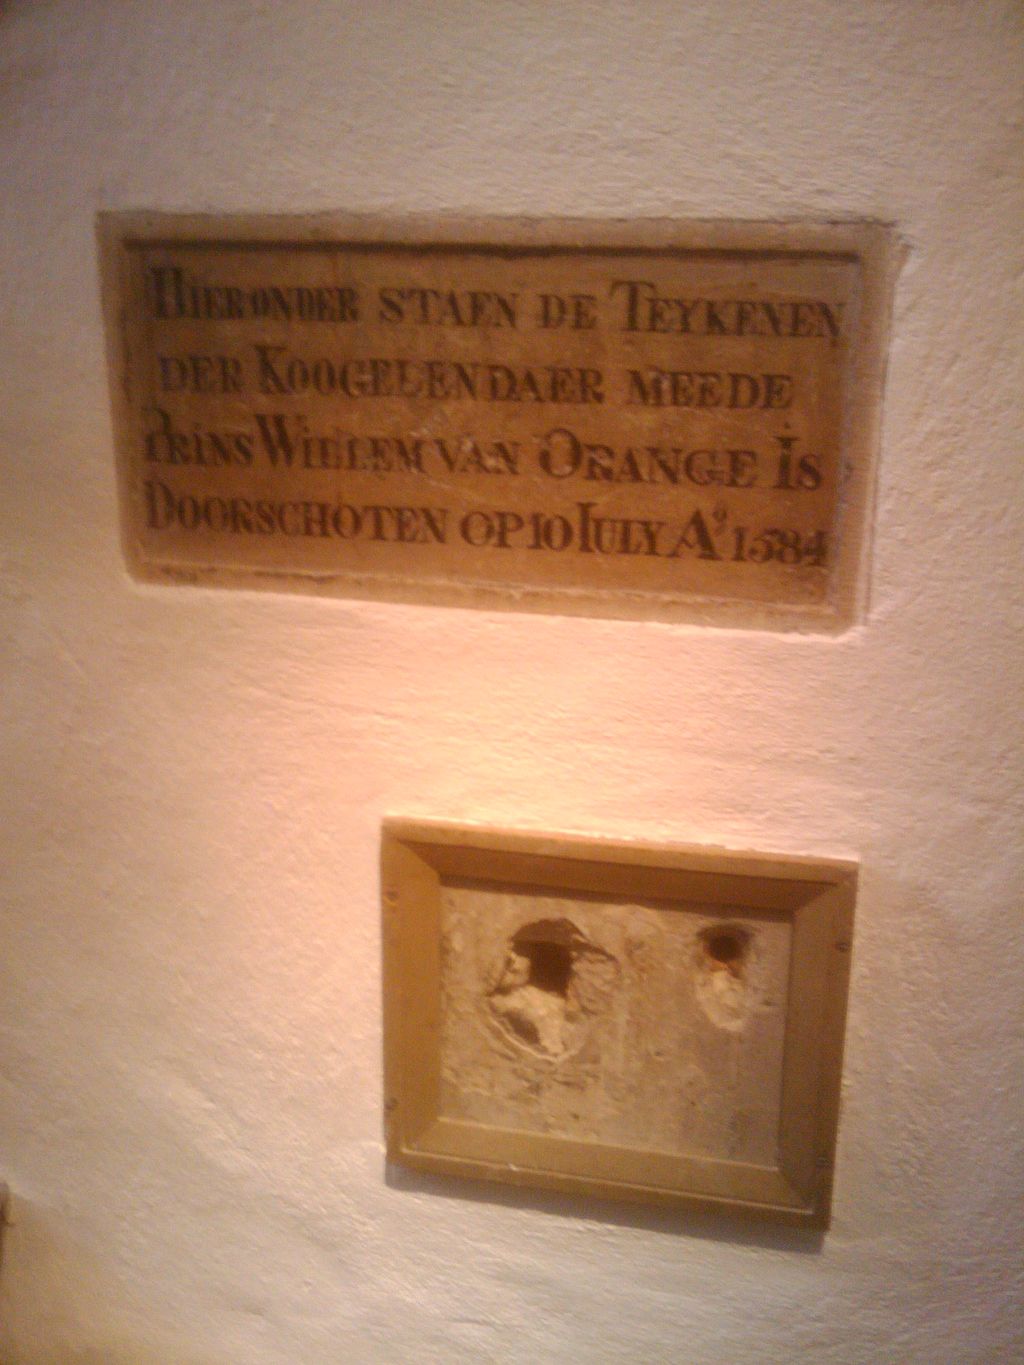 HIERONDER STAEN DE TEYKENEN
DER KOOGELEN DAER MEEDE
PRINS WILLEM VAN ORANGE IS
DOORSCHOTEN OP 10 IULY Aº 1584